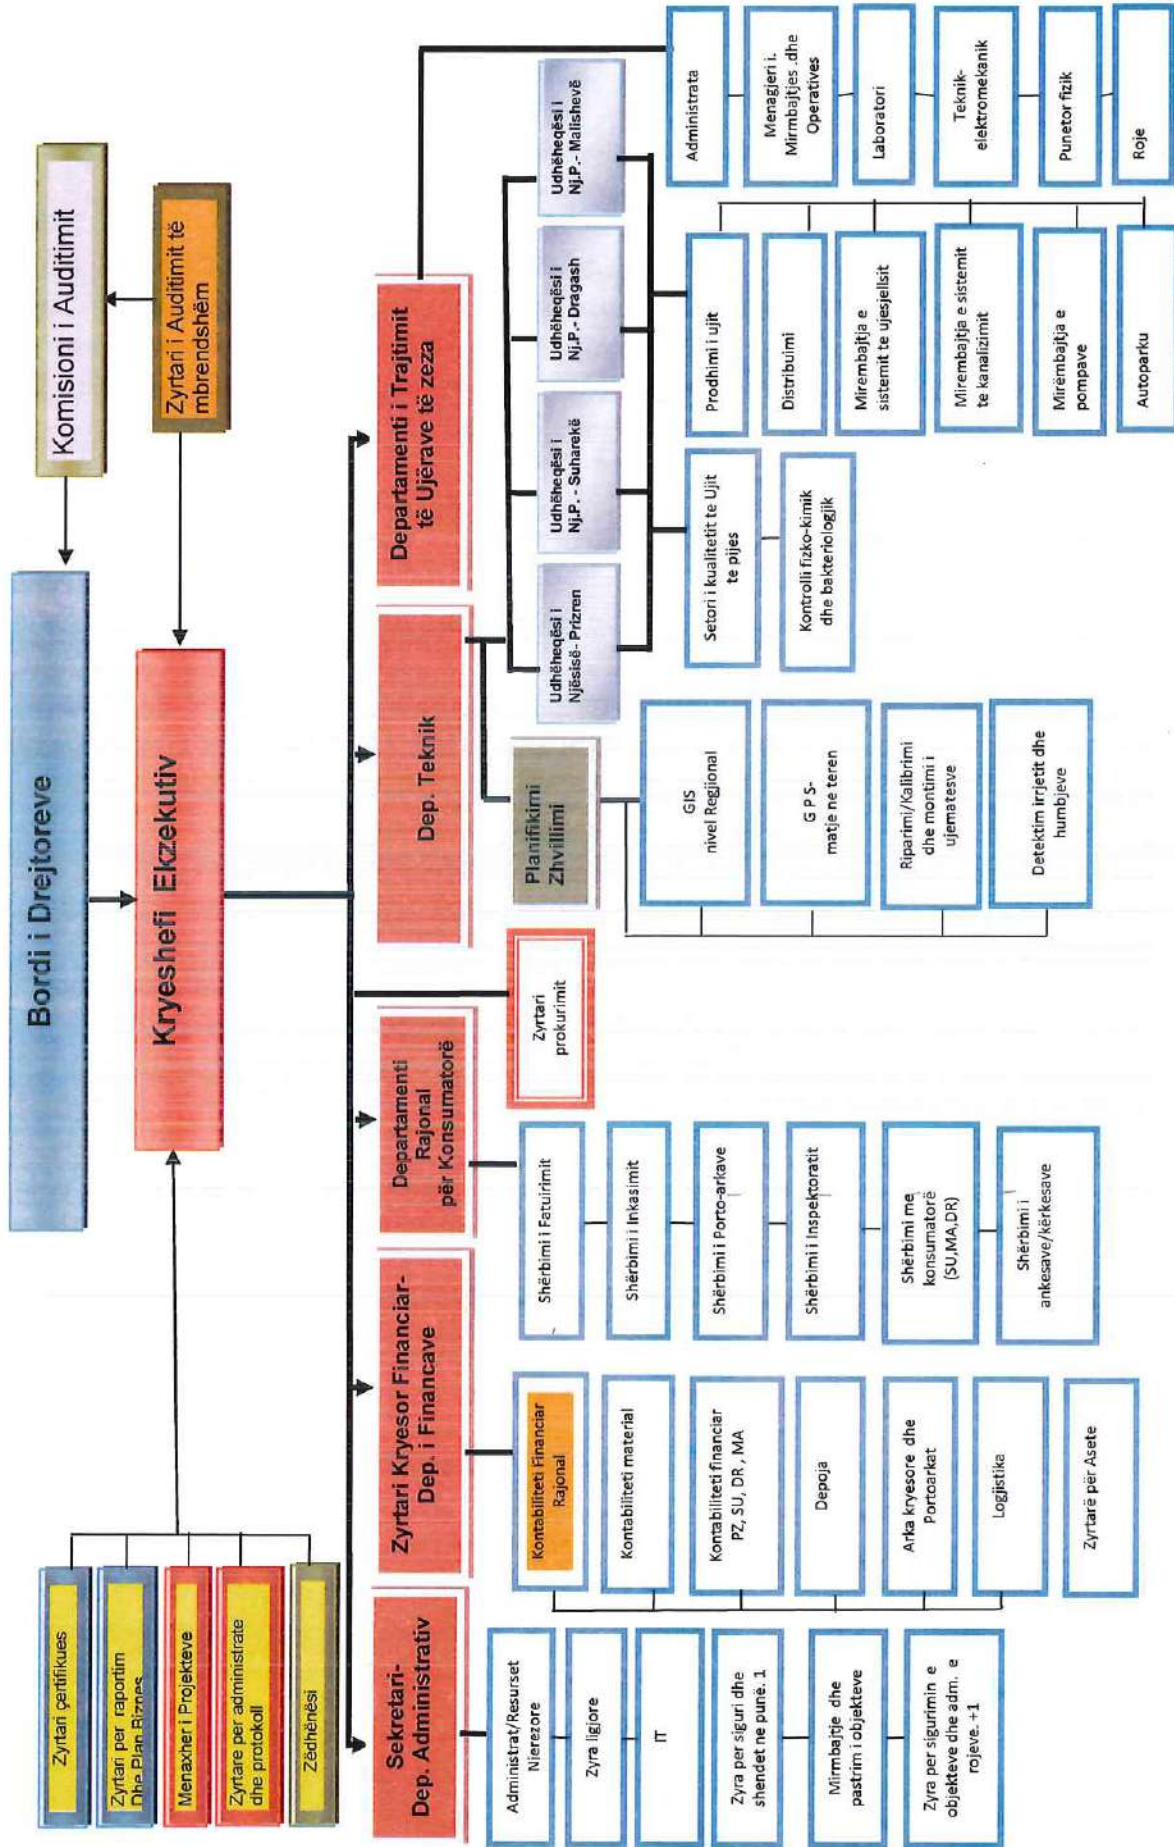 Bordi i Drejtoreve
Komisioni i Auditimit
Zyrtari i Auditimit të
mbrendshëm
Kryeshefi Ekzekutiv
Zyrtari çertifikues
Zyrtari per raportim
Dhe Plan Biznes
Menaxher i Projekteve
Zyrtare per administrate
dhe protokoll
Zëdhënësi
Sekretari-
Dep. Administrativ
Zyrtari Kryesor Financiar-
Dep. i Financave
Departamenti
Rajonal
për Konsumatorë
Zyrtari
prokurimit
Dep. Teknik
Departamenti i Trajtimit
të Ujërave të zeza
Administrat/Resurset
Nierezore
Zyra ligjore
IT
Zyra per siguri dhe
shendet ne punë. 1
Mirmbajtje dhe
pastrim i objekteve
Zyra per sigurimin e
objekteve dhe adm. e
rojeve. +1
Kontabiliteti Financiar
Rajonal
Kontabiliteti material
Kontabiliteti financiar
PZ, SU, DR , MA
Depoja
Arka kryesore dhe
Portoarkat
Logjistika
Zyrtarë për Asete
Shërbimi i Fatuirimit
Shërbimi i Inkasimit
Shërbimi i Porto-arkave
Shërbimi i Inspektoratit
Shërbimi me
konsumatorë
(SU,MA,DR)
Shërbimi i
ankesave/kërkesave
Planifikimi
Zhvillimi
GIS
nivel Regjional
G P S-
matje ne teren
Riparimi/Kalibrimi
dhe montimi i
ujematesve
Detektim irrjetit dhe
humbjeve
Udhëheqësi i
Njësisë- Prizren
Udhëheqësi i
Nj.P. - Suharekë
Udhëheqësi i
Nj.P.- Dragash
Udhëheqësi i
Nj.P.- Malishevë
Setori i kualitetit te Ujit
te pijes
Kontrolli fizko-kimik
dhe bakteriologjik
Prodhimi i ujit
Distribuimi
Mirembajtja e
sistemit te ujesjellsit
Mirembajtja e sistemit
te kanalizimit
Mirëmbajtja e
pompave
Autoparku
Administrata
Menagjeri i.
Mirmbajtjes .dhe
Operatives
Laboratori
Teknik-
elektromekanik
Punetor fizik
Roje